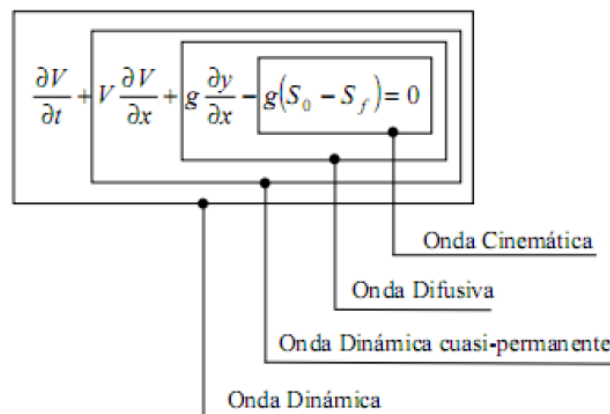 ∂V/∂t + V ∂V/∂x + g ∂y/∂x − g(S₀ − S_f) = 0
Onda Cinemática
Onda Difusiva
Onda Dinámica cuasi-permanente
Onda Dinámica